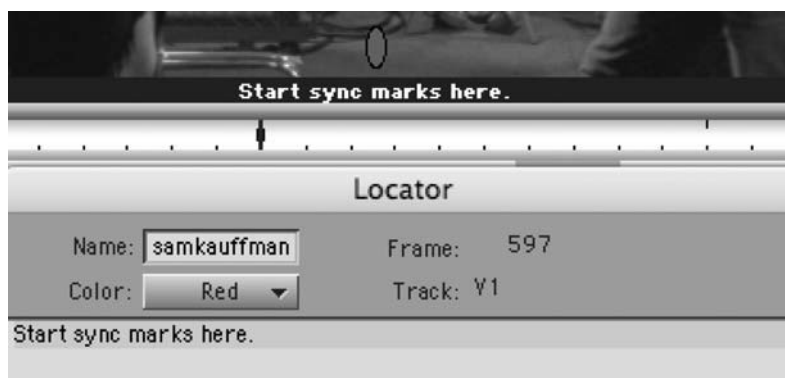 Start sync marks here.
Locator
Name: samkauffman Frame: 597
Color: Red Track: V1
Start sync marks here.